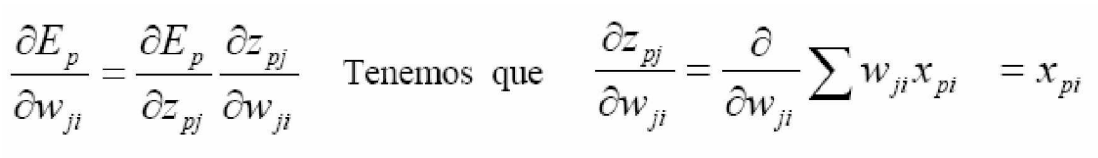 ∂E_p/∂w_ji = ∂E_p/∂z_pj ∂z_pj/∂w_ji Tenemos que ∂z_pj/∂w_ji = ∂/∂w_ji ∑ w_ji x_pi = x_pi